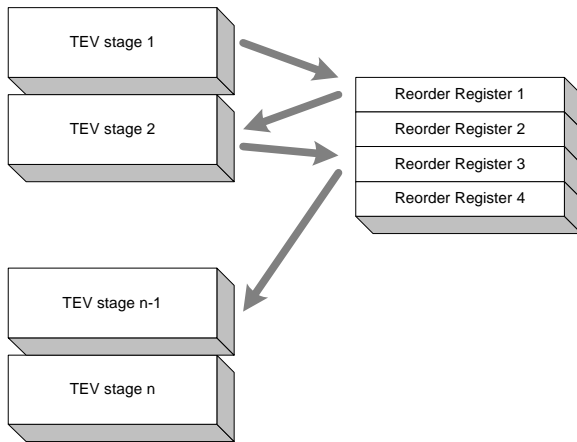 TEV stage 1
TEV stage 2
Reorder Register 1
Reorder Register 2
Reorder Register 3
Reorder Register 4
TEV stage n-1
TEV stage n